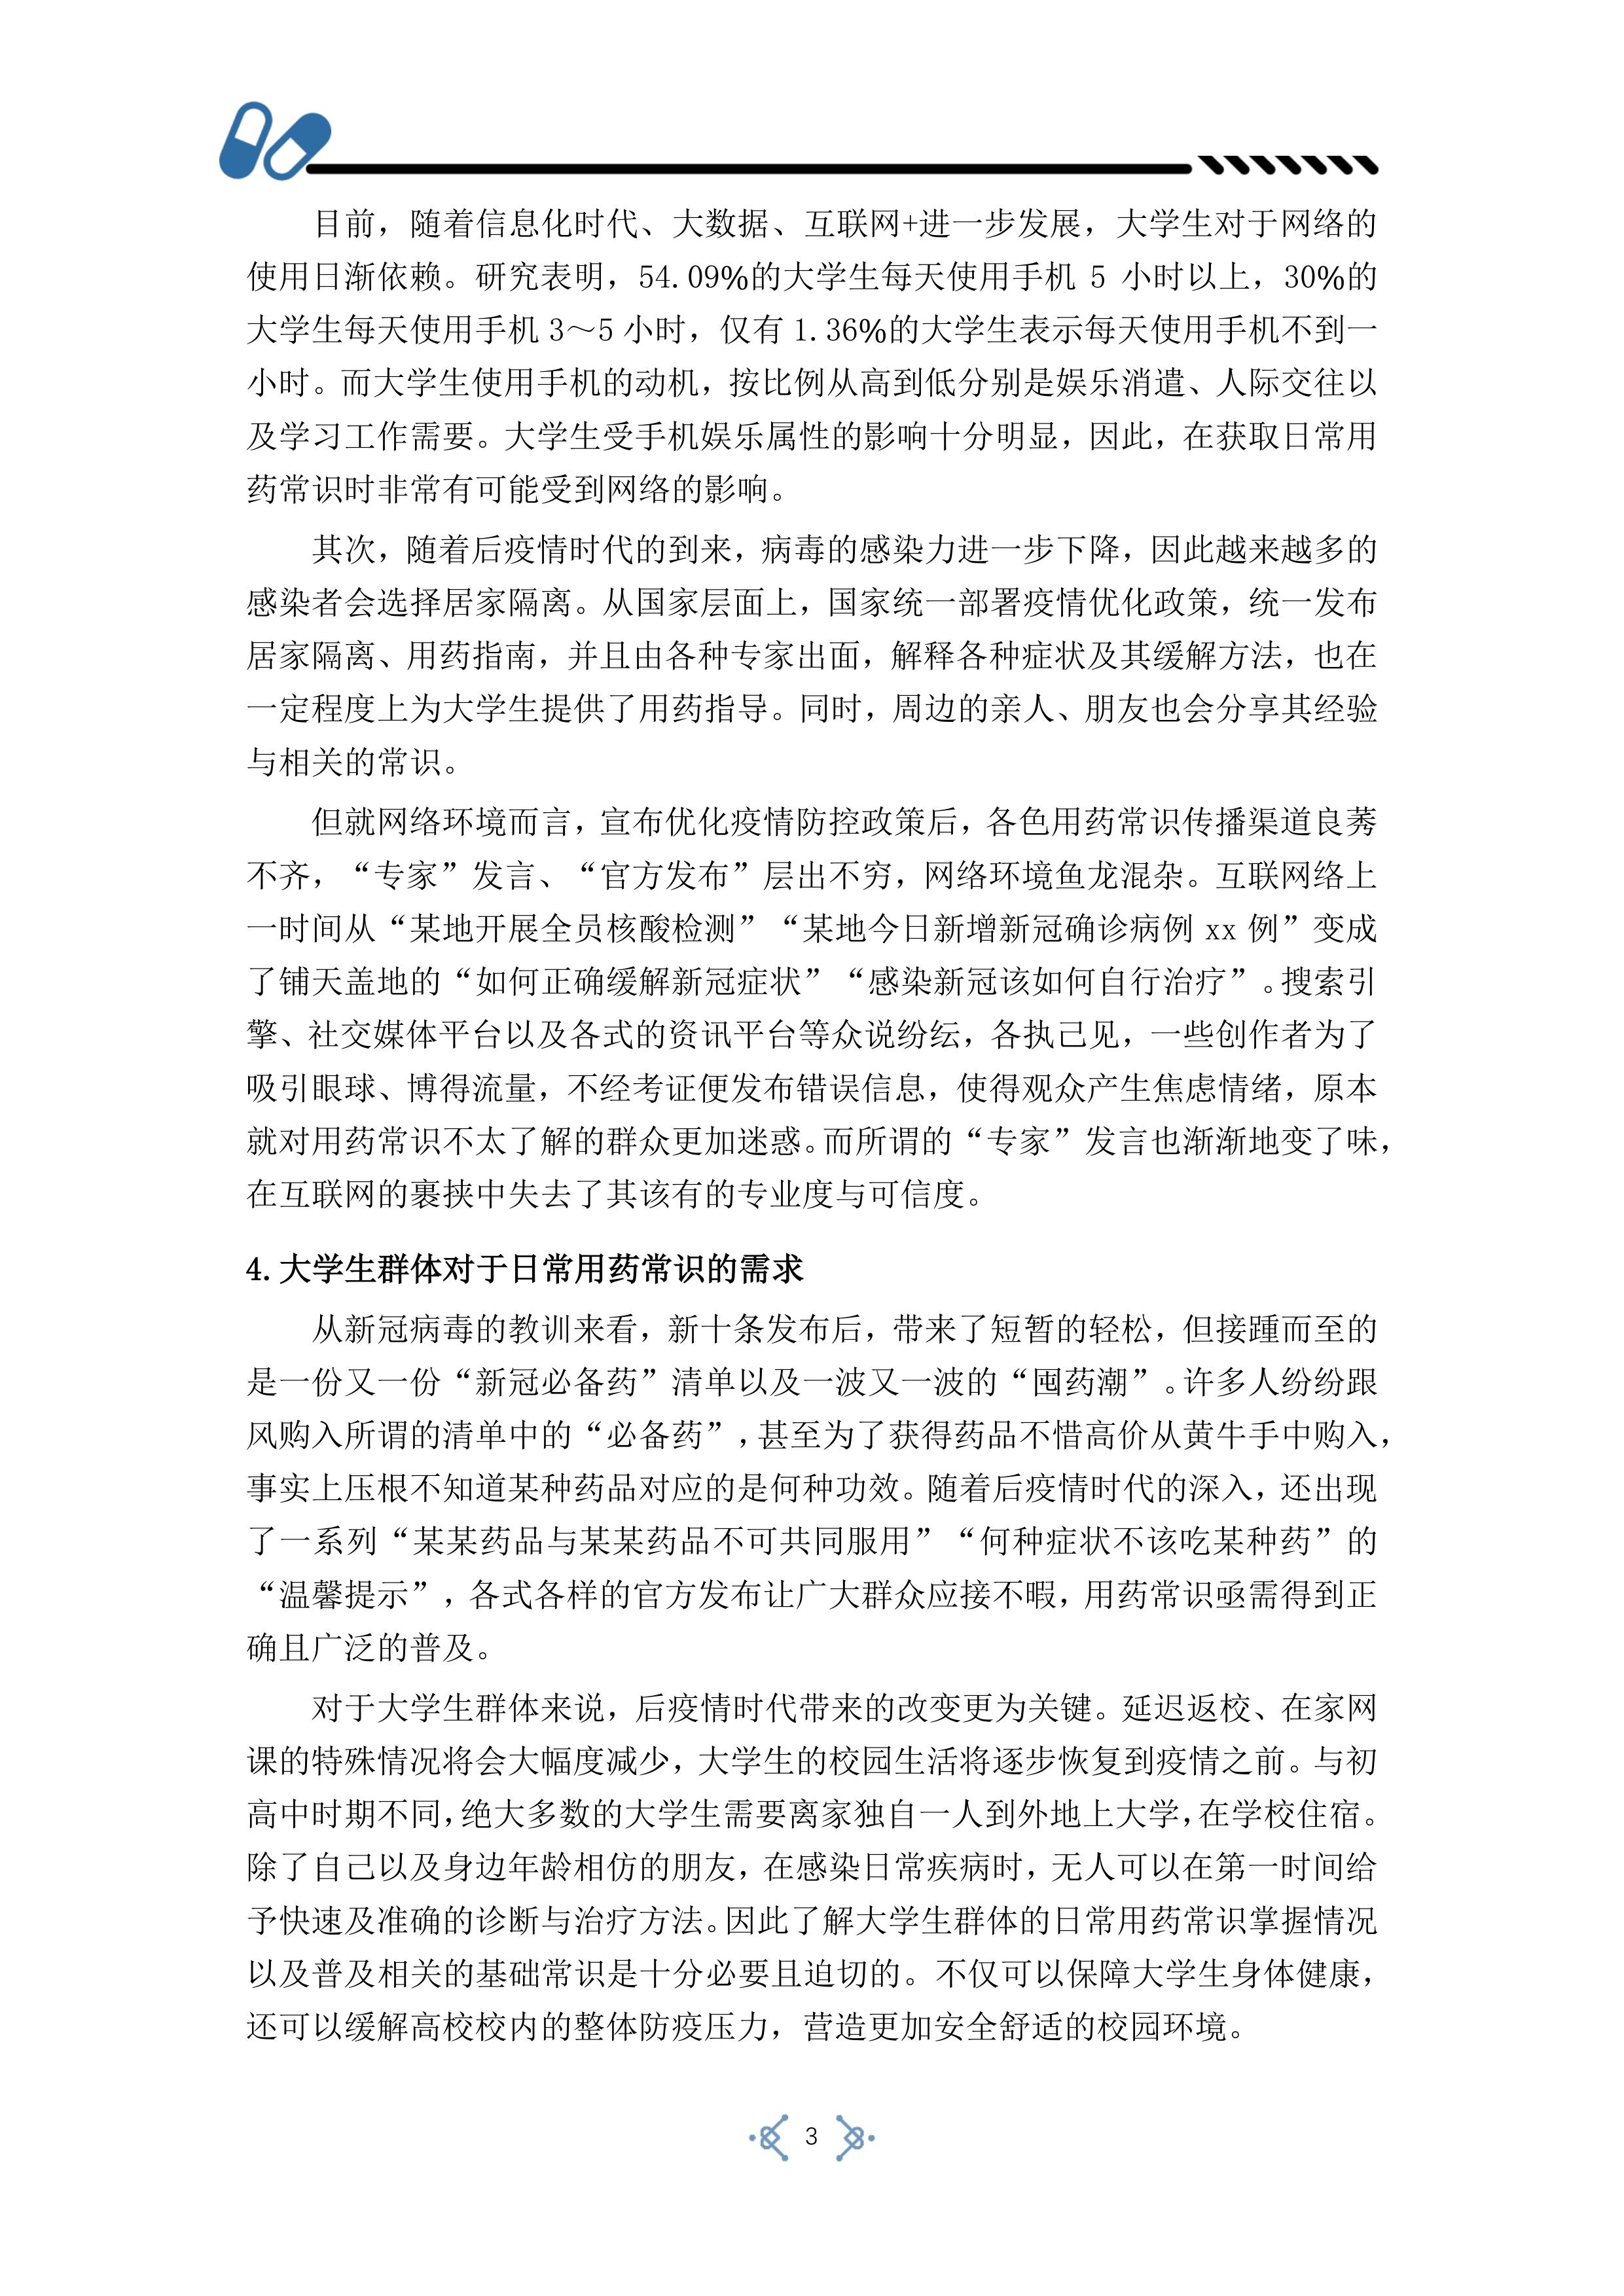 目前，随着信息化时代、大数据、互联网+进一步发展，大学生对于网络的
使用日渐依赖。研究表明，54.09%的大学生每天使用手机 5 小时以上，30%的
大学生每天使用手机 3～5 小时，仅有 1.36%的大学生表示每天使用手机不到一
小时。而大学生使用手机的动机，按比例从高到低分别是娱乐消遣、人际交往以
及学习工作需要。大学生受手机娱乐属性的影响十分明显，因此，在获取日常用
药常识时非常有可能受到网络的影响。
其次，随着后疫情时代的到来，病毒的感染力进一步下降，因此越来越多的
感染者会选择居家隔离。从国家层面上，国家统一部署疫情优化政策，统一发布
居家隔离、用药指南，并且由各种专家出面，解释各种症状及其缓解方法，也在
一定程度上为大学生提供了用药指导。同时，周边的亲人、朋友也会分享其经验
与相关的常识。
但就网络环境而言，宣布优化疫情防控政策后，各色用药常识传播渠道良莠
不齐，“专家”发言、“官方发布”层出不穷，网络环境鱼龙混杂。互联网络上
一时间从“某地开展全员核酸检测”“某地今日新增新冠确诊病例 xx 例”变成
了铺天盖地的“如何正确缓解新冠症状”“感染新冠该如何自行治疗”。搜索引
擎、社交媒体平台以及各式的资讯平台等众说纷纭，各执己见，一些创作者为了
吸引眼球、博得流量，不经考证便发布错误信息，使得观众产生焦虑情绪，原本
就对用药常识不太了解的群众更加迷惑。而所谓的“专家”发言也渐渐地变了味，
在互联网的裹挟中失去了其该有的专业度与可信度。
4.大学生群体对于日常用药常识的需求
从新冠病毒的教训来看，新十条发布后，带来了短暂的轻松，但接踵而至的
是一份又一份“新冠必备药”清单以及一波又一波的“囤药潮”。许多人纷纷跟
风购入所谓的清单中的“必备药”，甚至为了获得药品不惜高价从黄牛手中购入，
事实上压根不知道某种药品对应的是何种功效。随着后疫情时代的深入，还出现
了一系列“某某药品与某某药品不可共同服用”“何种症状不该吃某种药”的
“温馨提示”，各式各样的官方发布让广大群众应接不暇，用药常识亟需得到正
确且广泛的普及。
对于大学生群体来说，后疫情时代带来的改变更为关键。延迟返校、在家网
课的特殊情况将会大幅度减少，大学生的校园生活将逐步恢复到疫情之前。与初
高中时期不同，绝大多数的大学生需要离家独自一人到外地上大学，在学校住宿。
除了自己以及身边年龄相仿的朋友，在感染日常疾病时，无人可以在第一时间给
予快速及准确的诊断与治疗方法。因此了解大学生群体的日常用药常识掌握情况
以及普及相关的基础常识是十分必要且迫切的。不仅可以保障大学生身体健康，
还可以缓解高校校内的整体防疫压力，营造更加安全舒适的校园环境。
3